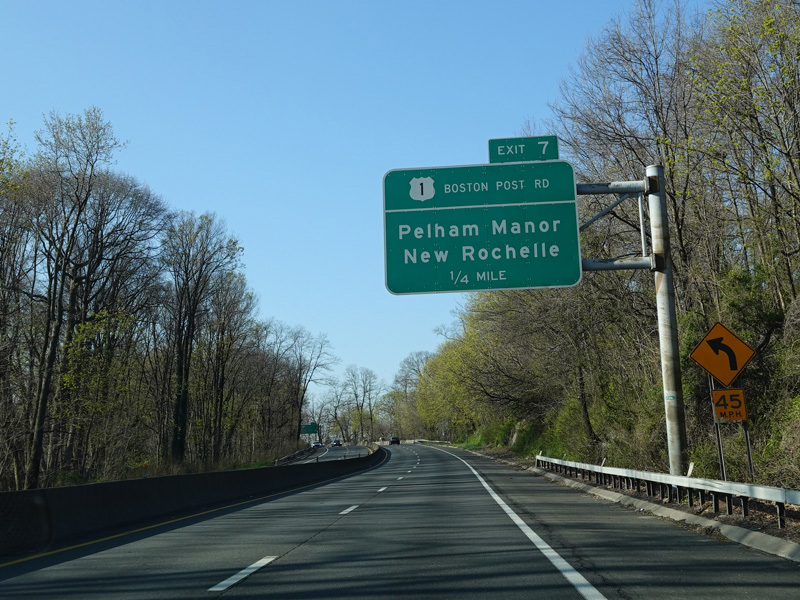 EXIT 7
1 BOSTON POST RD
Pelham Manor
New Rochelle
1/4 MILE
45
M.P.H.